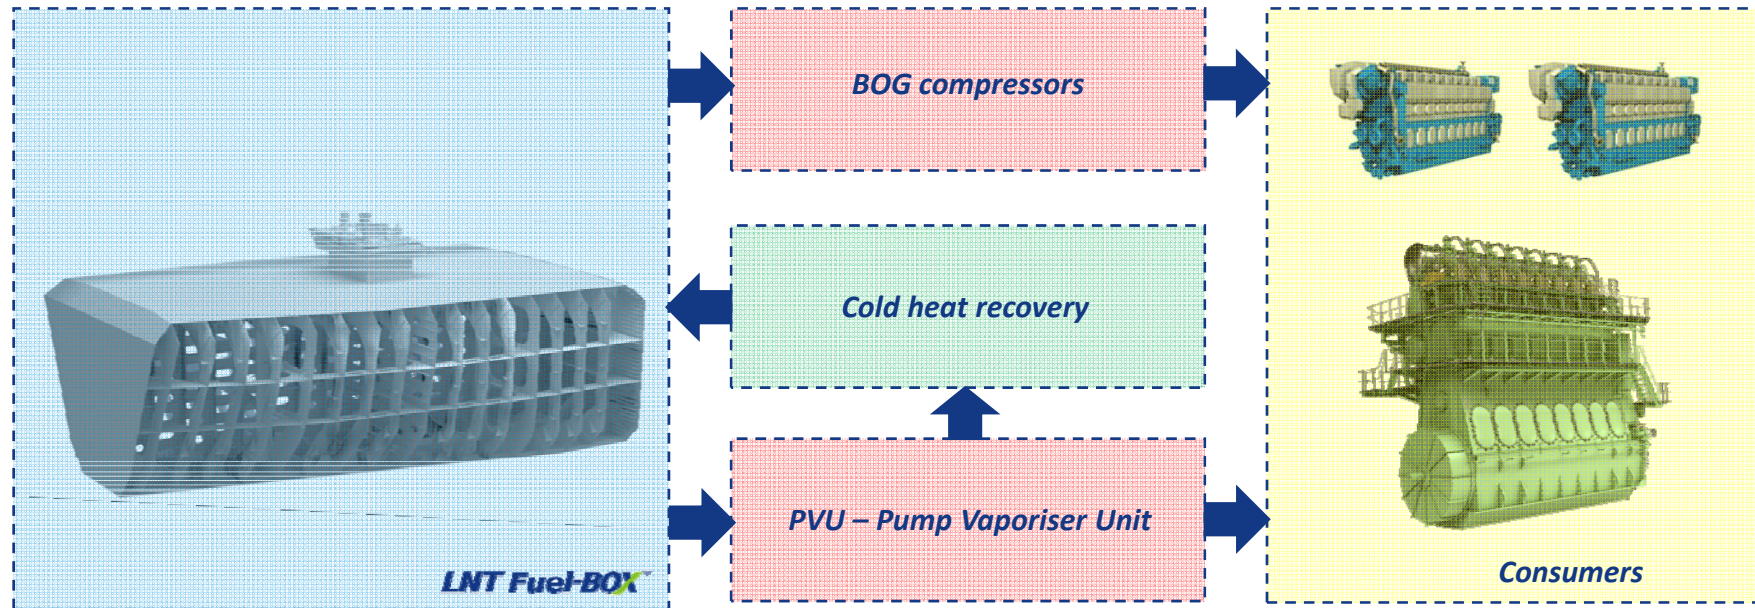 BOG compressors
Cold heat recovery
PVU – Pump Vaporiser Unit
LNT Fuel-BOX
Consumers